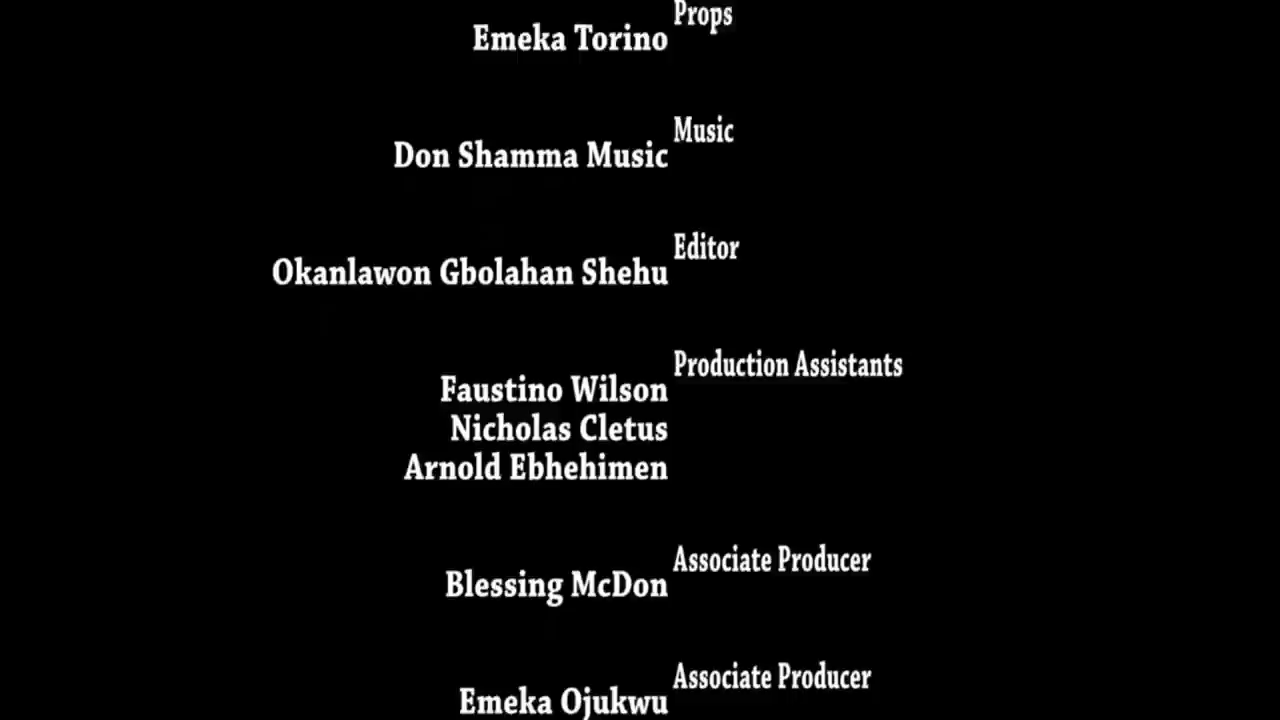 Props
Emeka Torino
Music
Don Shamma Music
Editor
Okanlawon Gbolahan Shehu
Production Assistants
Faustino Wilson
Nicholas Cletus
Arnold Ebhehimen
Associate Producer
Blessing McDon
Associate Producer
Emeka Ojukwu